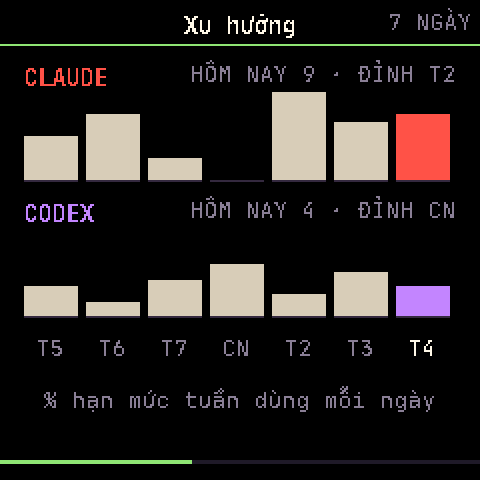 Xu hướng 7 NGÀY
CLAUDE HÔM NAY 9 · ĐỈNH T2
CODEX HÔM NAY 4 · ĐỈNH CN
T5 T6 T7 CN T2 T3 T4
% hạn mức tuần dùng mỗi ngày